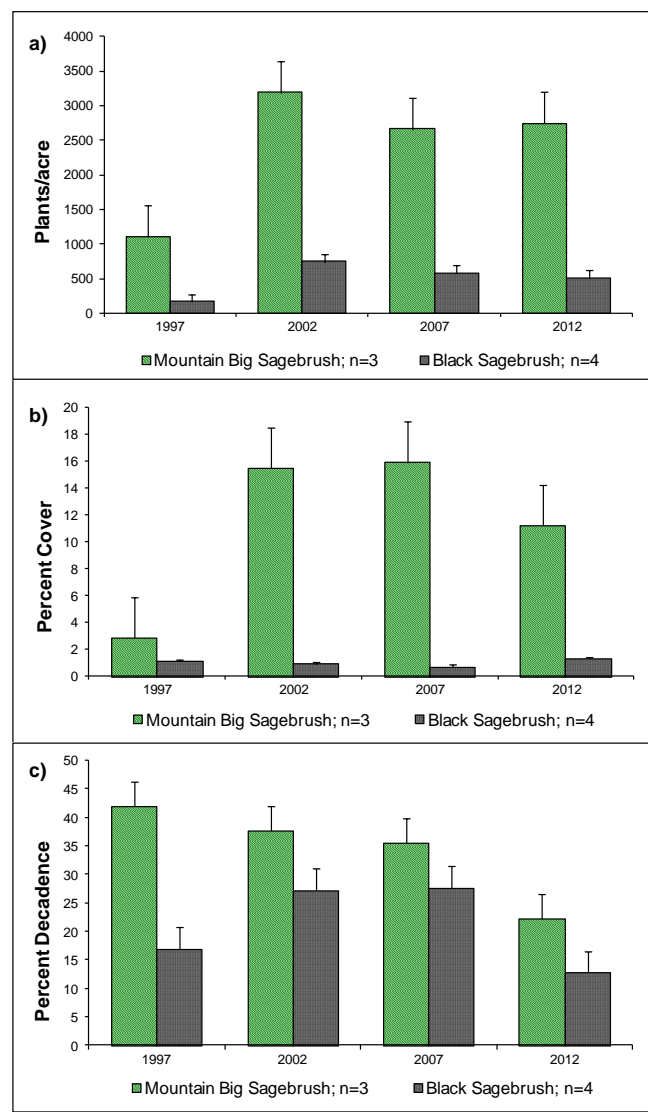 a)
4000
3500
3000
2500
2000
1500
1000
500
0
Plants/acre
1997 2002 2007 2012
Mountain Big Sagebrush; n=3 Black Sagebrush; n=4
b)
20
18
16
14
12
10
8
6
4
2
0
Percent Cover
1997 2002 2007 2012
Mountain Big Sagebrush; n=3 Black Sagebrush; n=4
c)
50
45
40
35
30
25
20
15
10
5
0
Percent Decadence
1997 2002 2007 2012
Mountain Big Sagebrush; n=3 Black Sagebrush; n=4